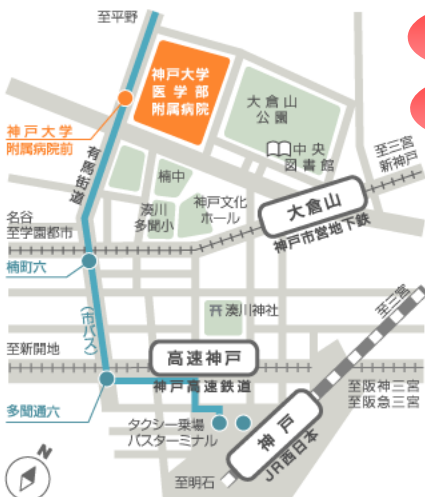 至平野
神戸大学
医学部
附属病院
大倉山
公園
神戸大学
附属病院前
有馬街道
中央
図書館
至三宮
新神戸
楠中
湊川
多聞小
神戸文化
ホール
大倉山
神戸市営地下鉄
名谷
至学園都市
楠町六
(市バス)
湊川神社
至三宮
至新開地
高速神戸
神戸高速鉄道
至阪神三宮
至阪急三宮
多聞通六
タクシー乗場
バスターミナル
神戸
JR西日本
至明石
N